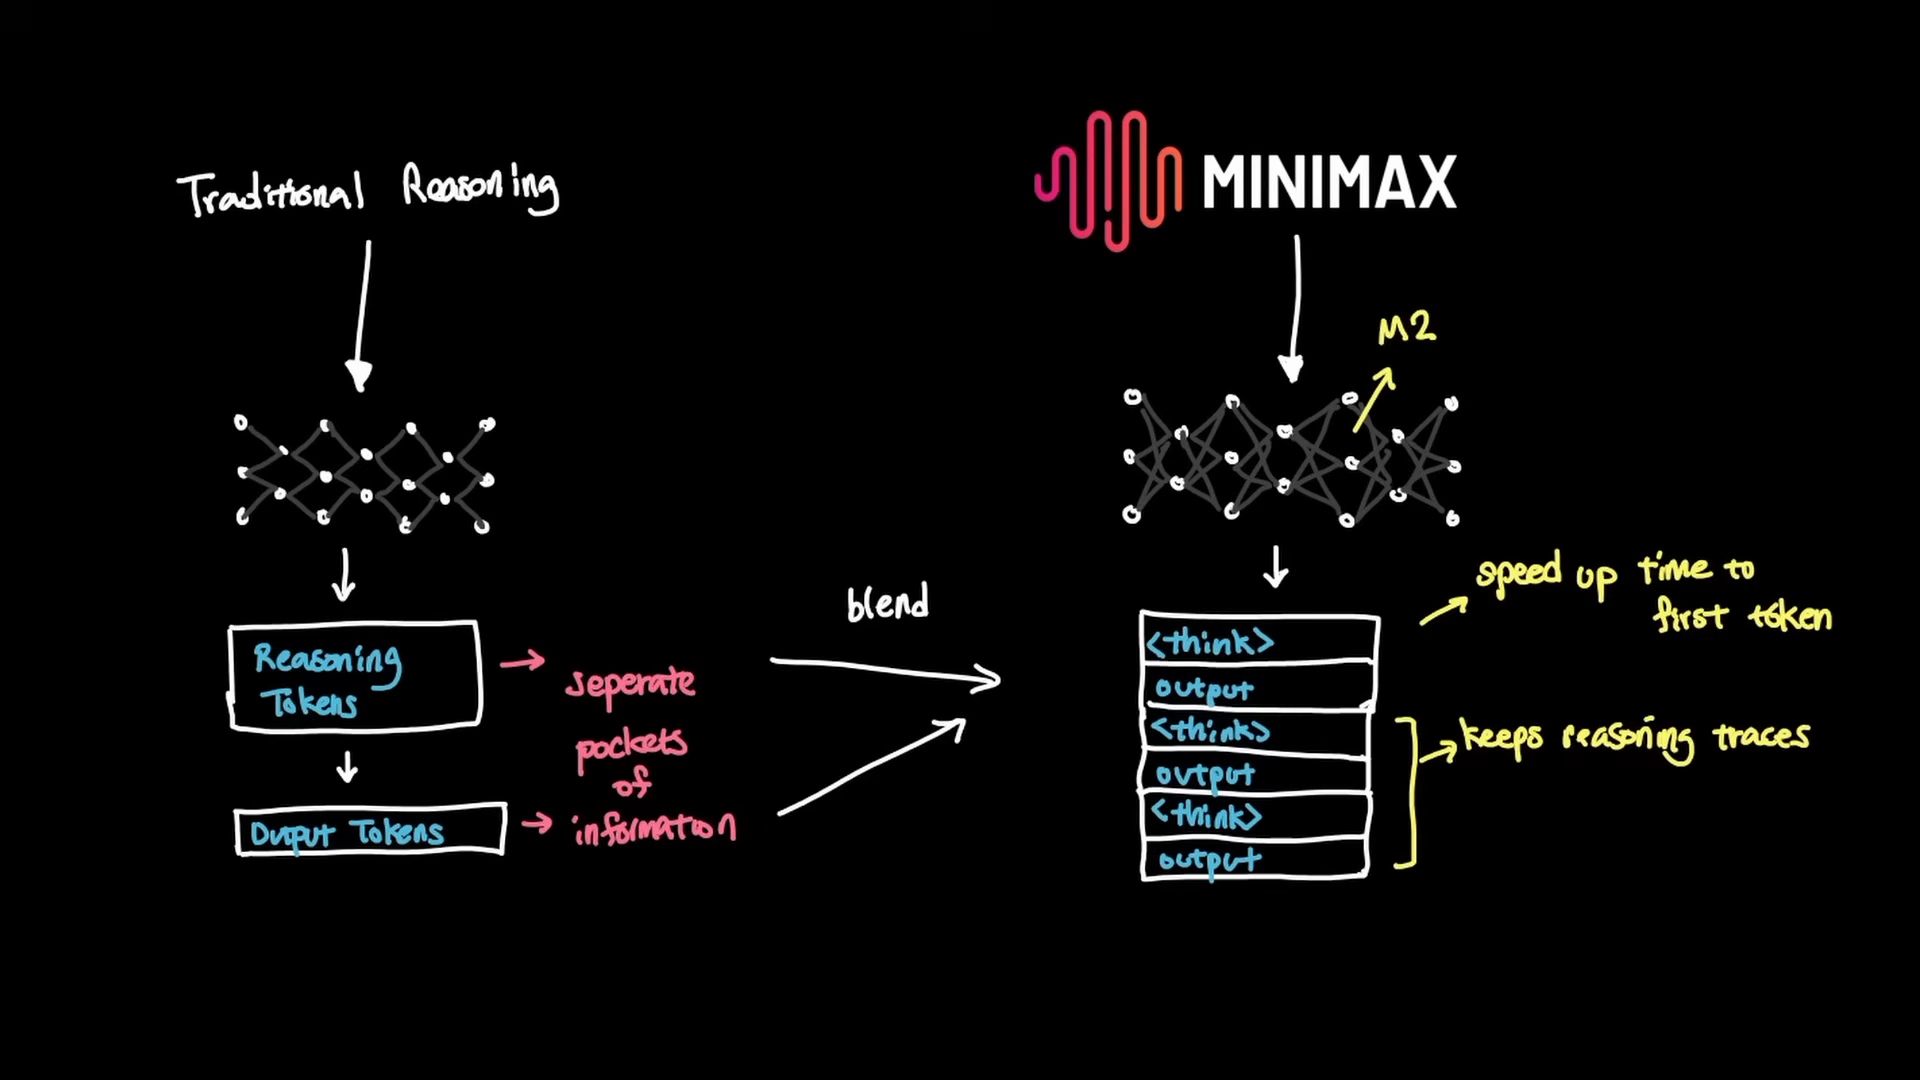 Traditional Reasoning
Reasoning
Tokens
Output Tokens
seperate
pockets
of
information
blend
MINIMAX
M2
<think>
output
<think>
output
<think>
output
speed up time to
first token
keeps reasoning traces